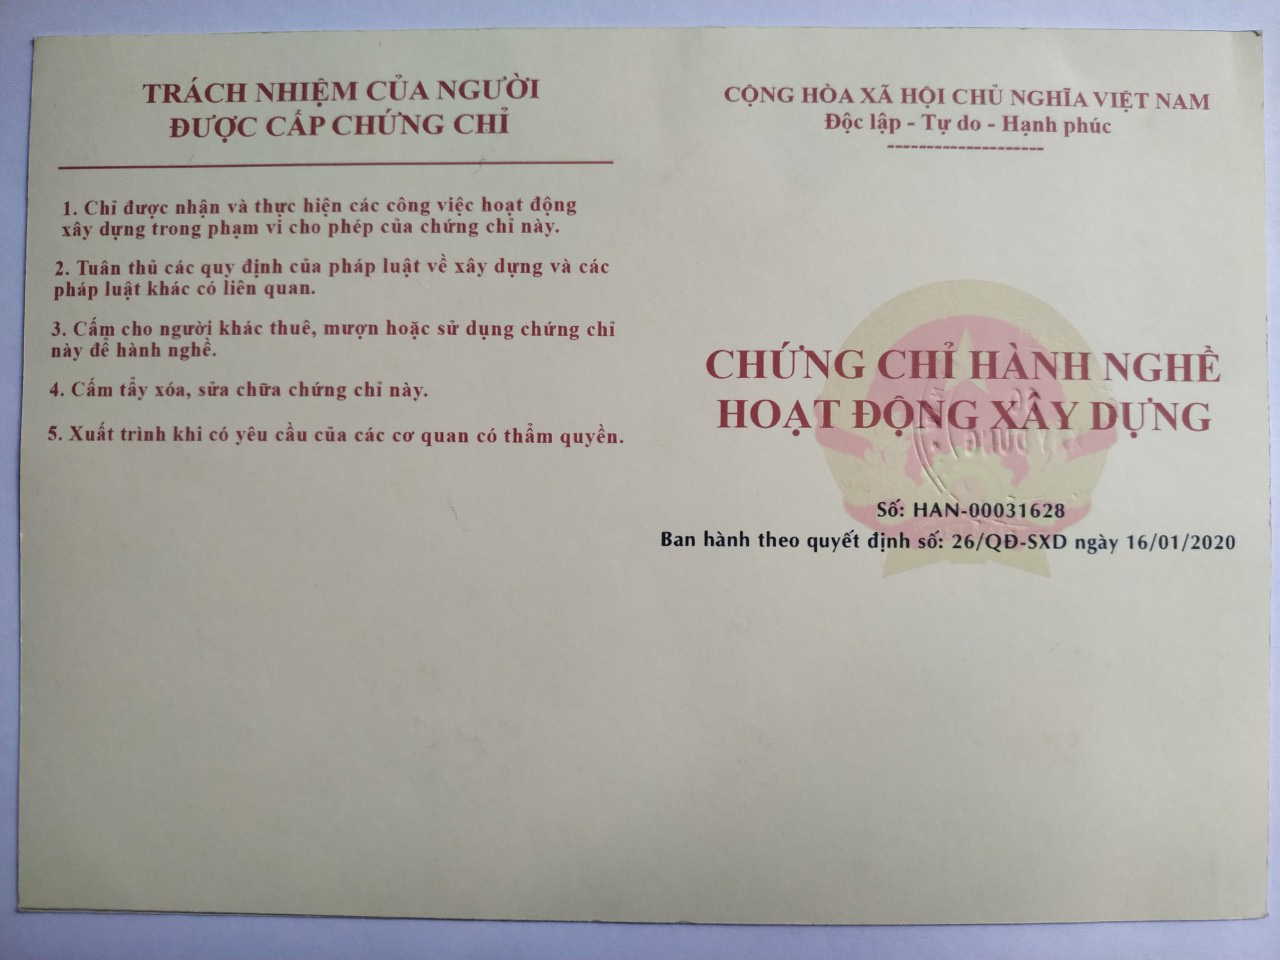 TRÁCH NHIỆM CỦA NGƯỜI
ĐƯỢC CẤP CHỨNG CHỈ
1. Chỉ được nhận và thực hiện các công việc hoạt động
xây dựng trong phạm vi cho phép của chứng chỉ này.
2. Tuân thủ các quy định của pháp luật về xây dựng và các
pháp luật khác có liên quan.
3. Cấm cho người khác thuê, mượn hoặc sử dụng chứng chỉ
này để hành nghề.
4. Cấm tẩy xóa, sửa chữa chứng chỉ này.
5. Xuất trình khi có yêu cầu của các cơ quan có thẩm quyền.
CỘNG HÒA XÃ HỘI CHỦ NGHĨA VIỆT NAM
Độc lập - Tự do - Hạnh phúc
--------------------
CHỨNG CHỈ HÀNH NGHỀ
HOẠT ĐỘNG XÂY DỰNG
Số: HAN-00031628
Ban hành theo quyết định số: 26/QĐ-SXD ngày 16/01/2020